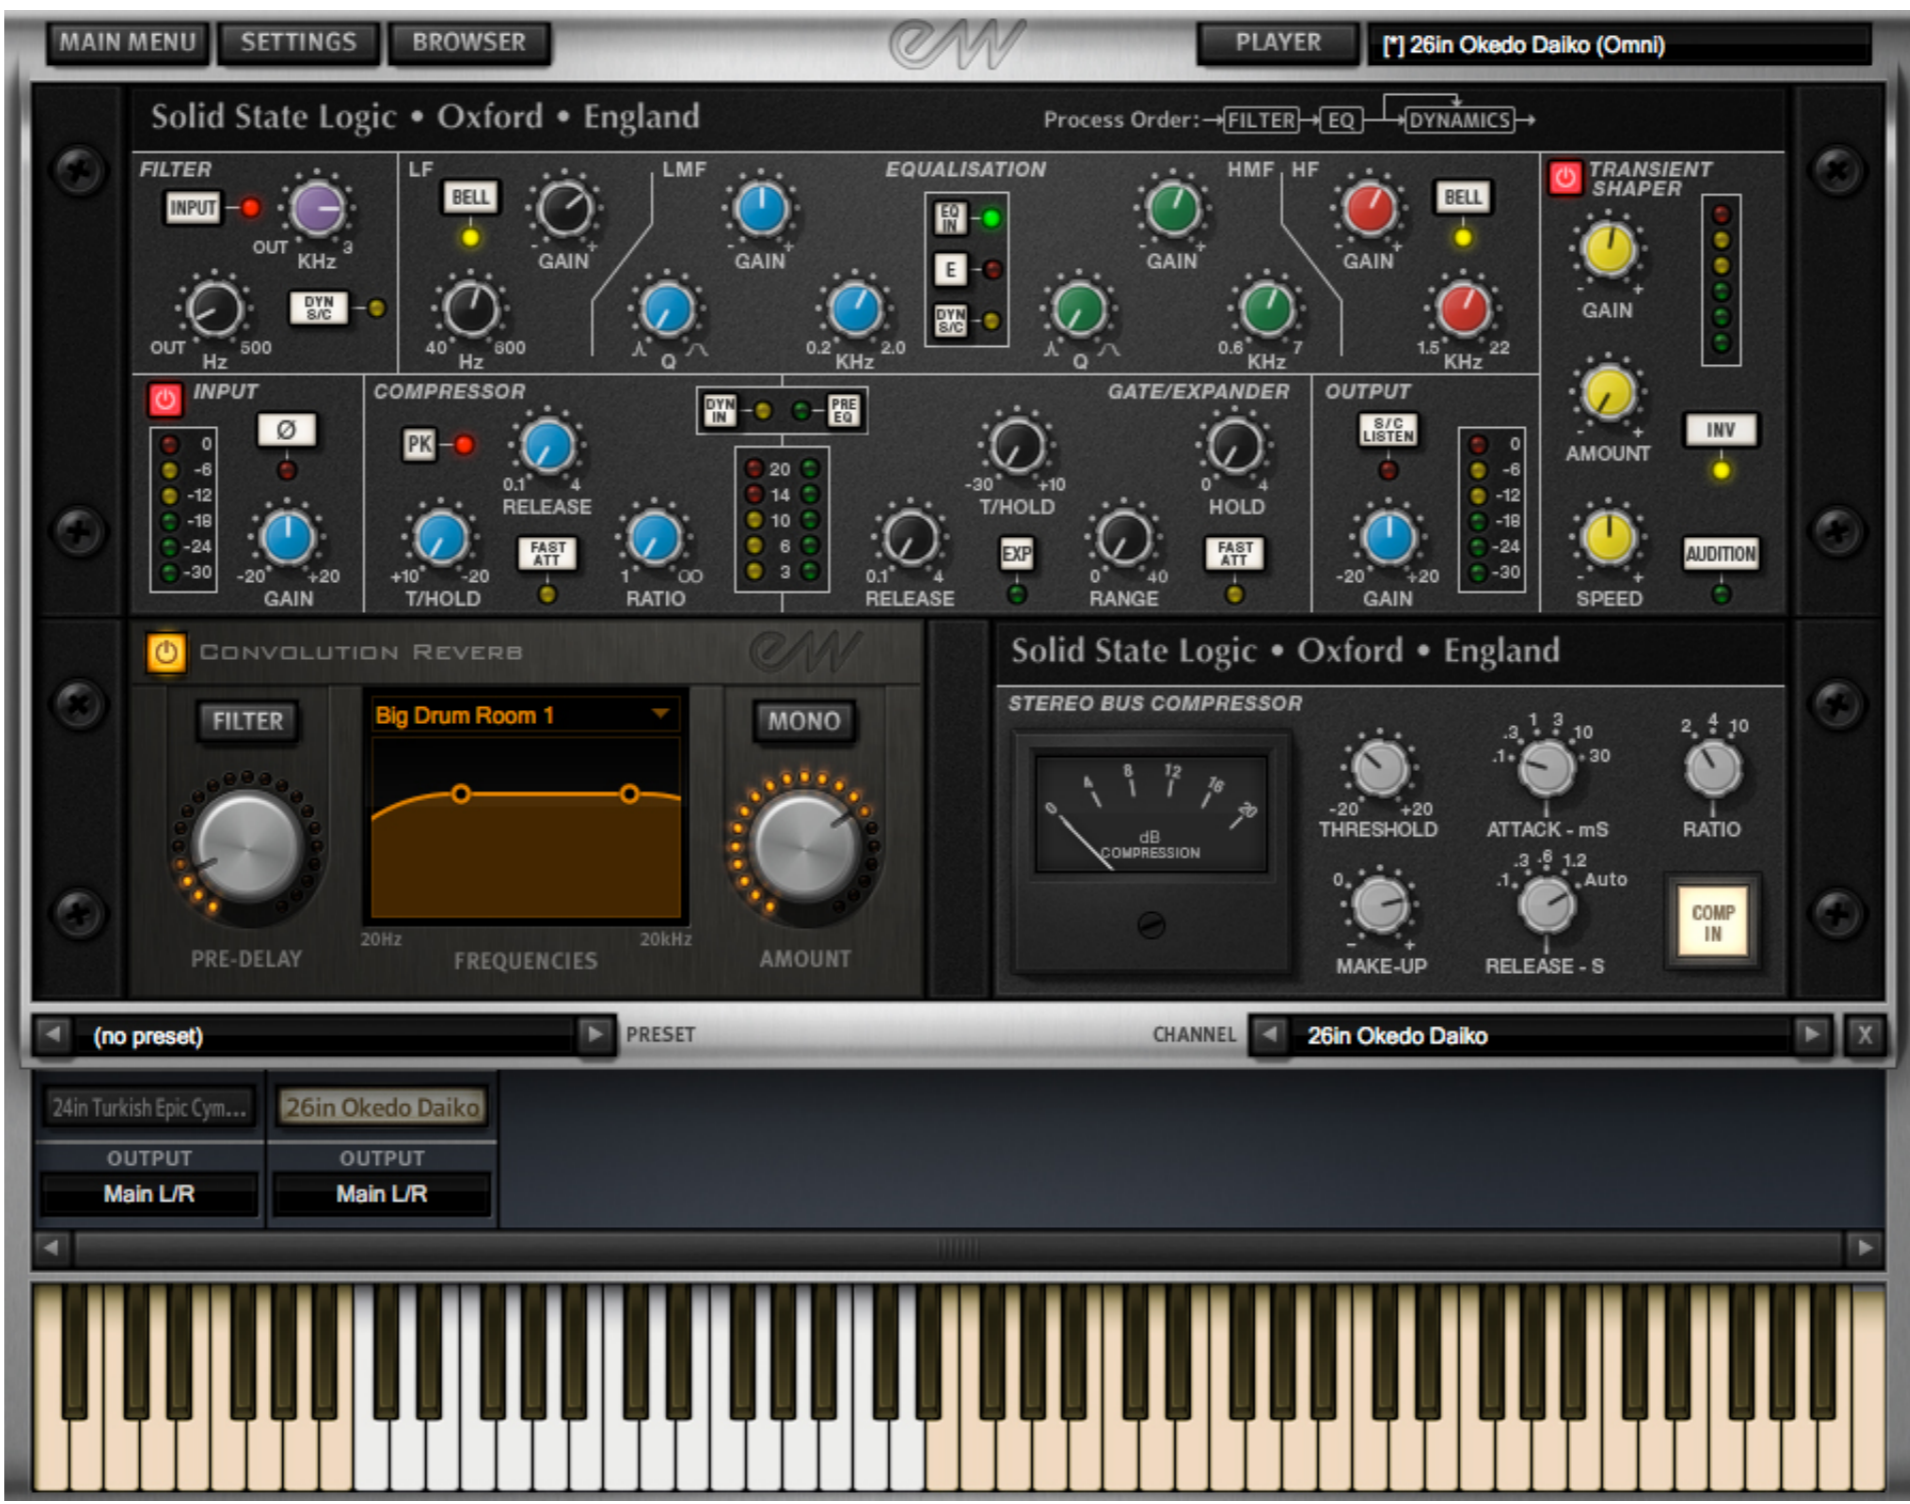 MAIN MENU SETTINGS BROWSER ew PLAYER [*] 26in Okedo Daiko (Omni)
Solid State Logic • Oxford • England
Process Order: FILTER EQ DYNAMICS
FILTER
INPUT
OUT 3
KHz
DYN S/C
OUT 500
Hz
LF
BELL
- +
GAIN
40 600
Hz
LMF
- +
GAIN
Q
0.2 2.0
KHz
EQUALISATION
EQ IN
E
DYN S/C
HMF
- +
GAIN
Q
0.6 7
KHz
HF
- +
GAIN
BELL
1.5 22
KHz
TRANSIENT
SHAPER
- +
GAIN
- +
AMOUNT
INV
- +
SPEED
AUDITION
INPUT
Ø
0
-6
-12
-18
-24
-30
-20 +20
GAIN
COMPRESSOR
PK
0.1 4
RELEASE
+10 -20
T/HOLD
FAST ATT
1 ∞
RATIO
DYN IN
PRE EQ
20
14
10
6
3
GATE/EXPANDER
-30 +10
T/HOLD
0 4
HOLD
0.1 4
RELEASE
EXP
0 40
RANGE
FAST ATT
OUTPUT
S/C LISTEN
0
-6
-12
-18
-24
-30
-20 +20
GAIN
CONVOLUTION REVERB ew
FILTER
Big Drum Room 1
MONO
PRE-DELAY
20Hz 20kHz
FREQUENCIES
AMOUNT
Solid State Logic • Oxford • England
STEREO BUS COMPRESSOR
0 4 8 12 16 20
dB
COMPRESSION
-20 +20
THRESHOLD
.1 .3 1 3 10 30
ATTACK - mS
2 4 10
RATIO
0
- +
MAKE-UP
.1 .3 .6 1.2 Auto
RELEASE - S
COMP
IN
(no preset) PRESET CHANNEL 26in Okedo Daiko X
24in Turkish Epic Cym... 26in Okedo Daiko
OUTPUT OUTPUT
Main L/R Main L/R